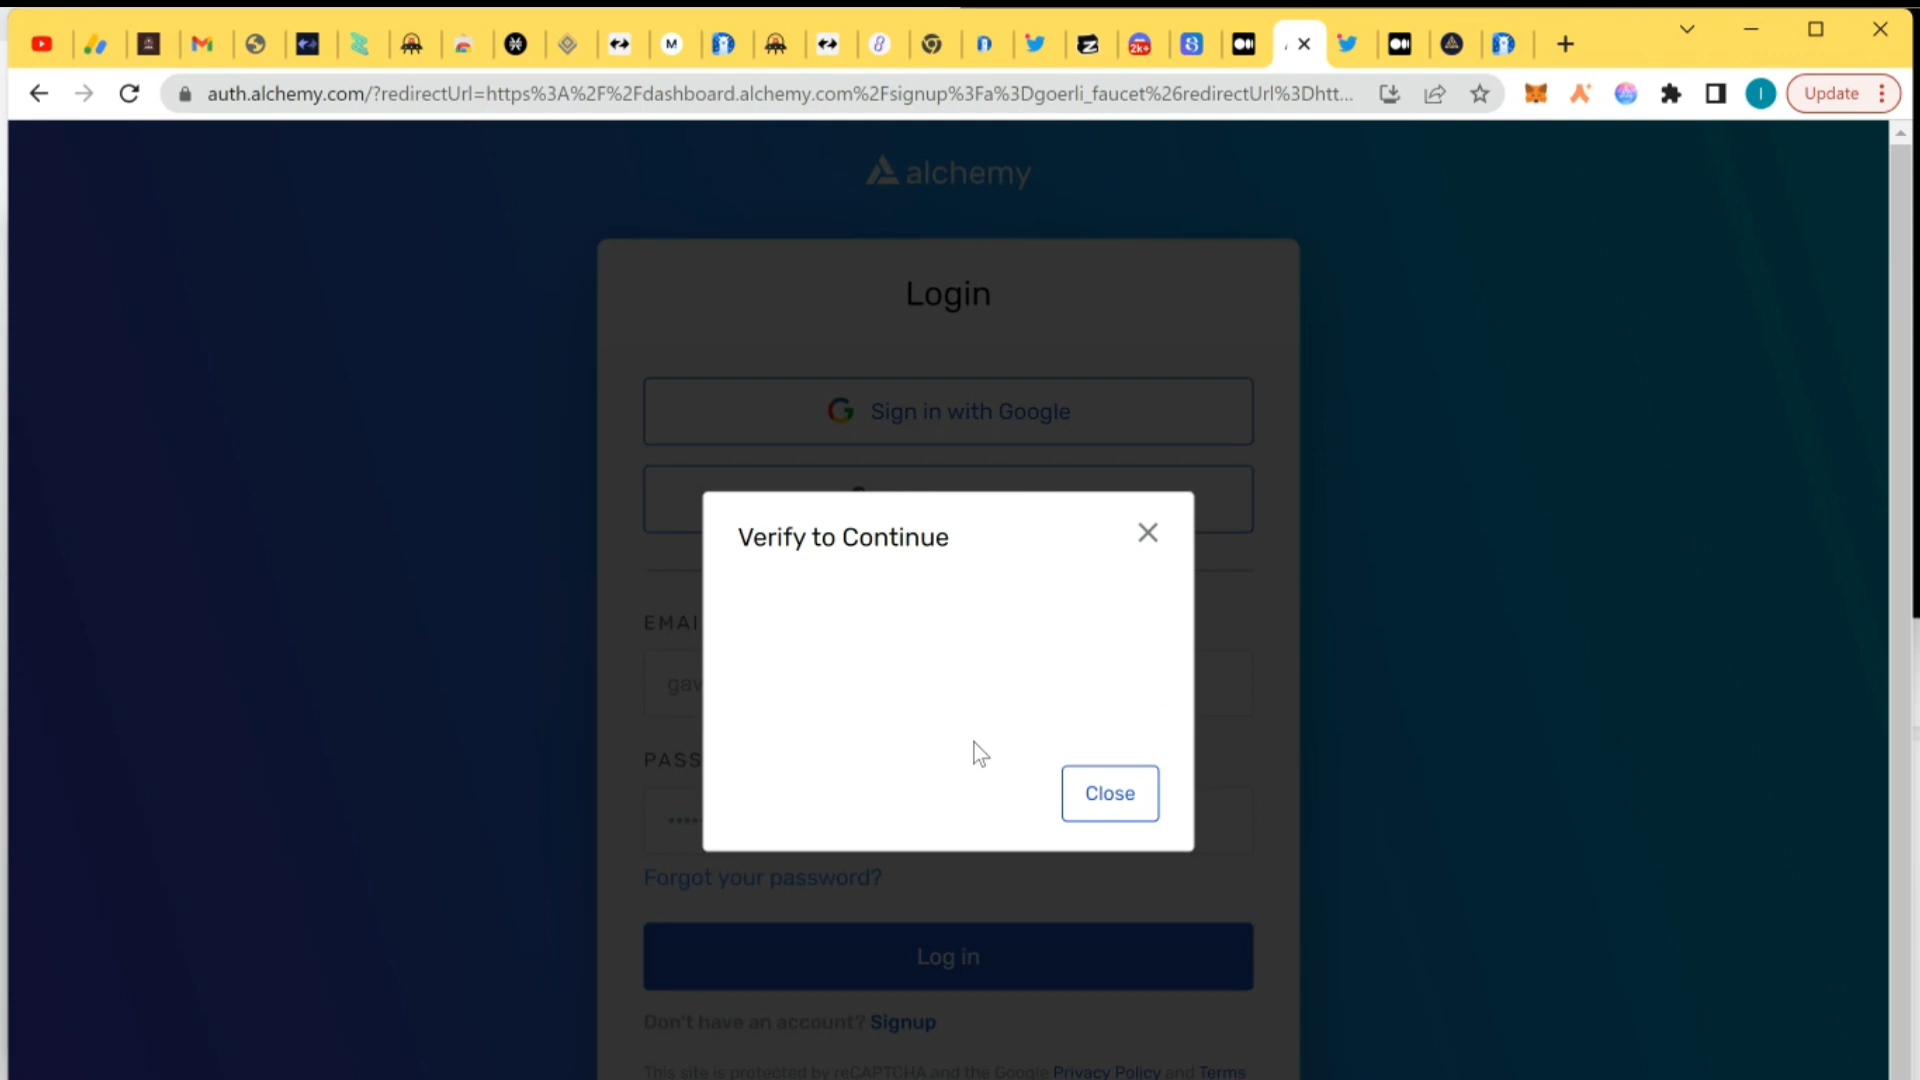 2k+
M
auth.alchemy.com/?redirectUrl=https%3A%2F%2Fdashboard.alchemy.com%2Fsignup%3Fa%3Dgoerli_faucet%26redirectUrl%3Dhtt...
I
Update
alchemy
Login
Sign in with Google
Verify to Continue
EMAI
gav
PASS
Close
Forgot your password?
Log in
Don't have an account? Signup
This site is protected by reCAPTCHA and the Google Privacy Policy and Terms